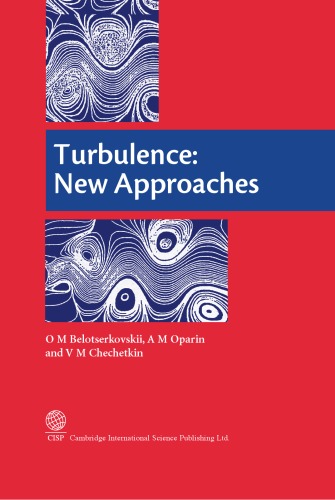 Turbulence:
New Approaches
O M Belotserkovskii, A M Oparin
and V M Chechetkin
CISP Cambridge International Science Publishing Ltd.